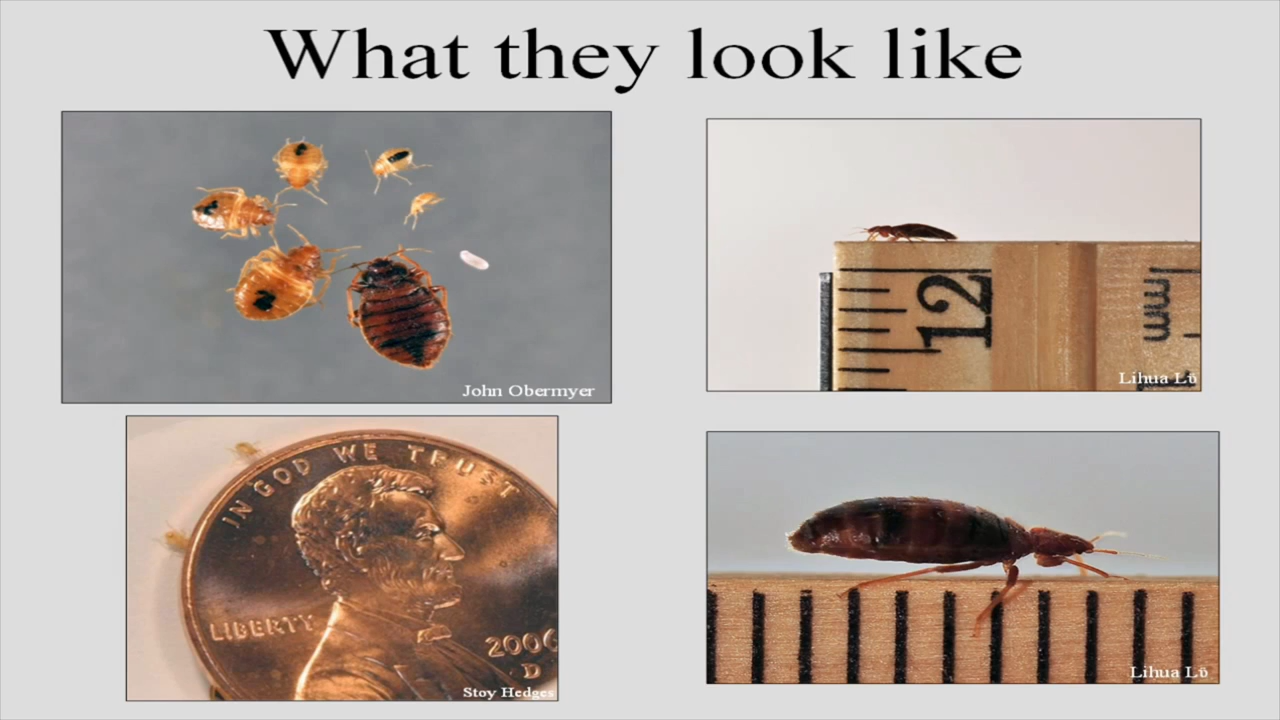 What they look like
John Obermyer
12
mm
Lihua Lü
IN GOD WE TRUST
LIBERTY
2006
D
Stoy Hedges
Lihua Lü